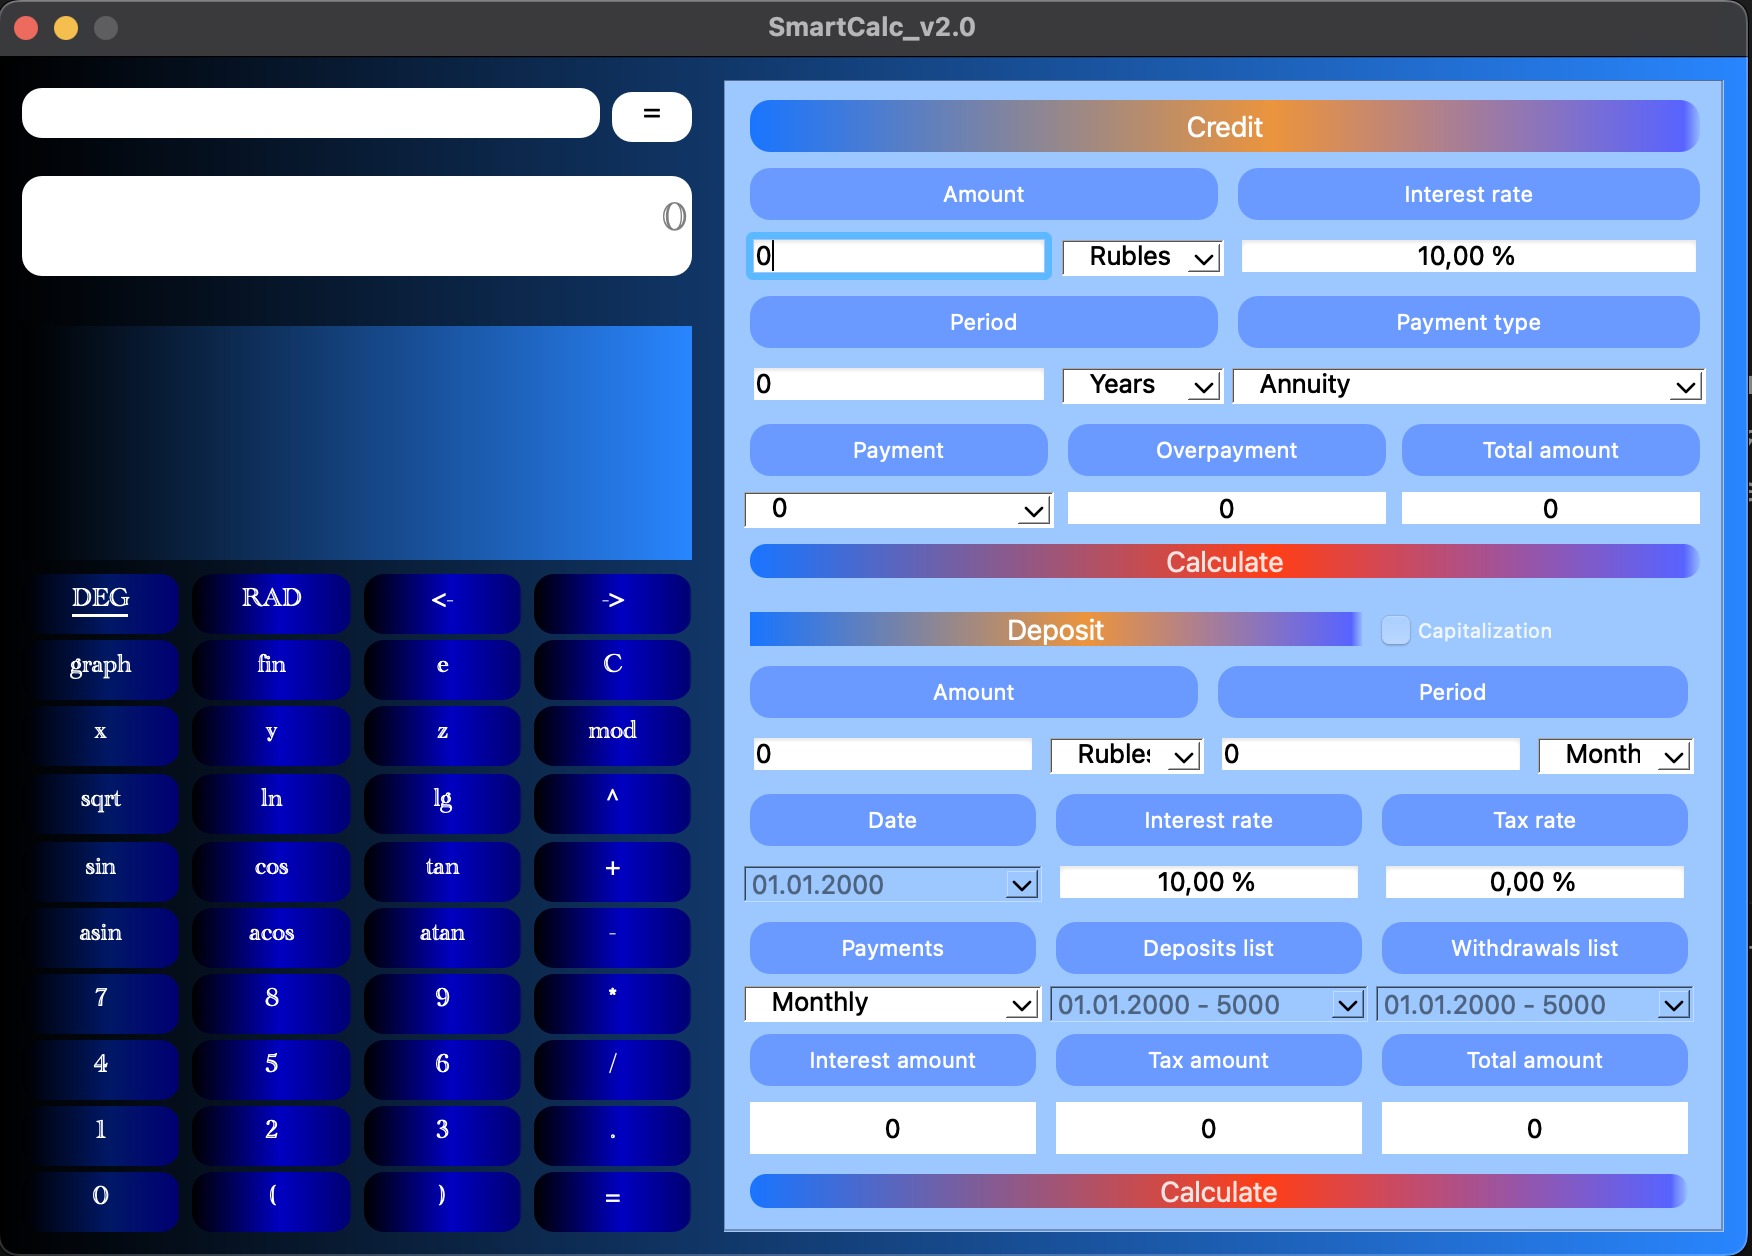 SmartCalc_v2.0
=
0
DEG RAD <- ->
graph fin e C
x y z mod
sqrt ln lg ^
sin cos tan +
asin acos atan -
7 8 9 *
4 5 6 /
1 2 3 .
0 ( ) =
Credit
Amount Interest rate
0 Rubles 10,00 %
Period Payment type
0 Years Annuity
Payment Overpayment Total amount
0 0 0
Calculate
Deposit Capitalization
Amount Period
0 Rubles 0 Month
Date Interest rate Tax rate
01.01.2000 10,00 % 0,00 %
Payments Deposits list Withdrawals list
Monthly 01.01.2000 - 5000 01.01.2000 - 5000
Interest amount Tax amount Total amount
0 0 0
Calculate